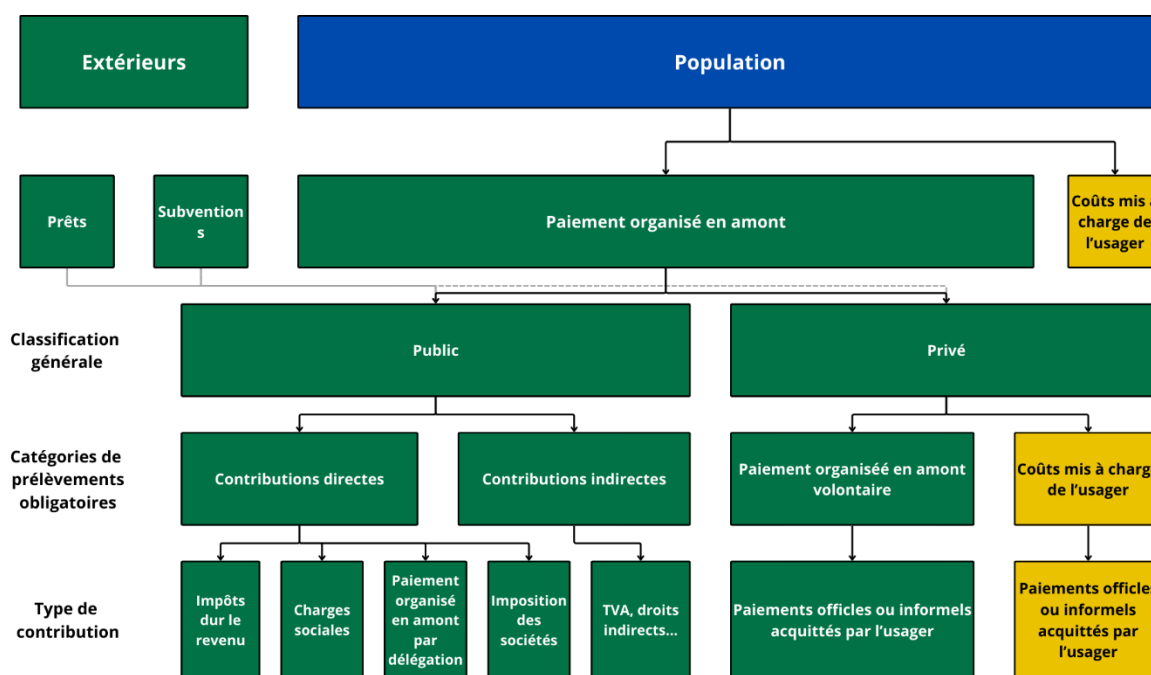 Extérieurs
Population
Prêts
Subvention
s
Paiement organisé en amont
Coûts mis
charge de
l'usager
Classification
générale
Public
Privé
Catégories de
prélèvements
obligatoires
Contributions directes
Contributions indirectes
Paiement organiséé en amont
volontaire
Coûts mis à charge
de l'usager
Type de
contribution
Impôts
dur le
revenu
Charges
sociales
Paiement
organisé
en amont
par
délégation
Imposition
des
sociétés
TVA, droits
indirects...
Paiements officles ou informels
acquittés par l'usager
Paiements officles
ou informels
acquittés par
l'usager